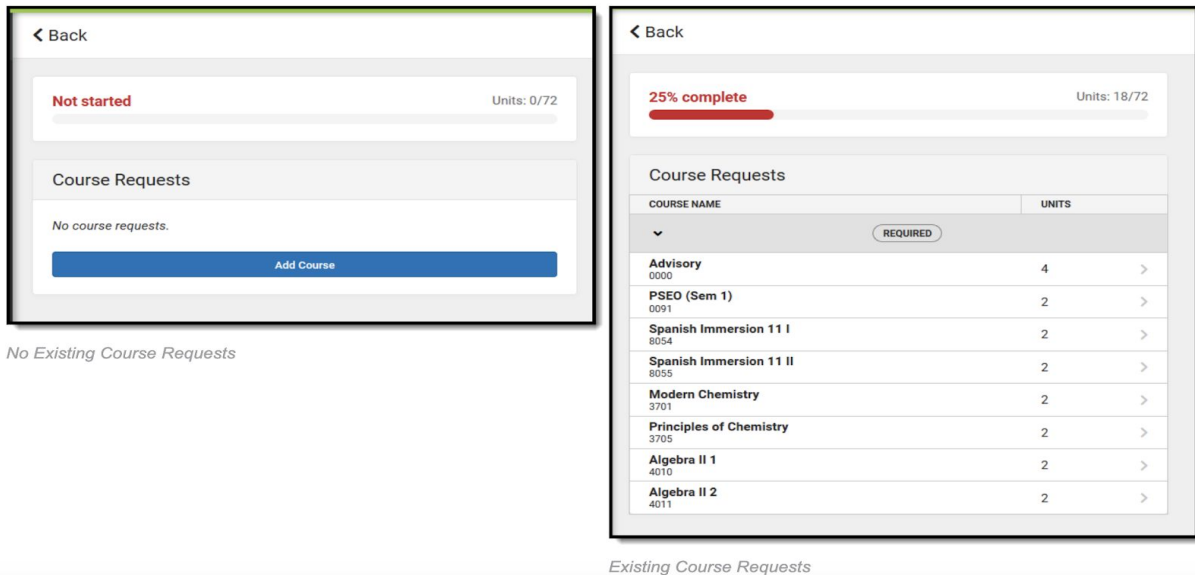 Back
Not started Units: 0/72
Course Requests
No course requests.
Add Course
No Existing Course Requests
Back
25% complete Units: 18/72
Course Requests
COURSE NAME UNITS
REQUIRED
Advisory
0000 4
PSEO (Sem 1)
0091 2
Spanish Immersion 11 I
8054 2
Spanish Immersion 11 II
8055 2
Modern Chemistry
3701 2
Principles of Chemistry
3705 2
Algebra II 1
4010 2
Algebra II 2
4011 2
Existing Course Requests